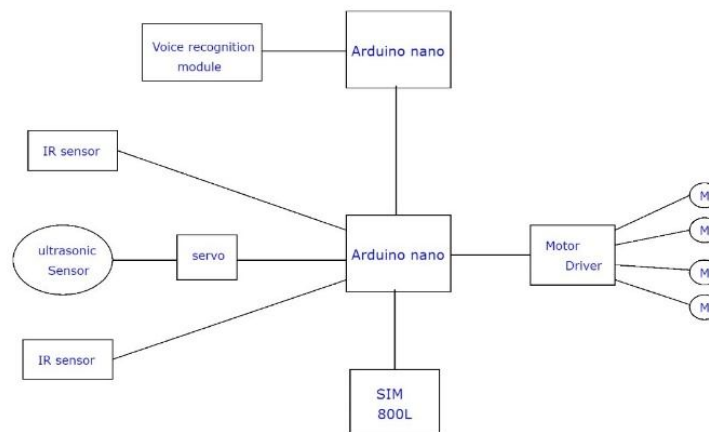 Voice recognition
module
Arduino nano
IR sensor
ultrasonic
Sensor
servo
Arduino nano
Motor
Driver
M
M
M
M
IR sensor
SIM
800L